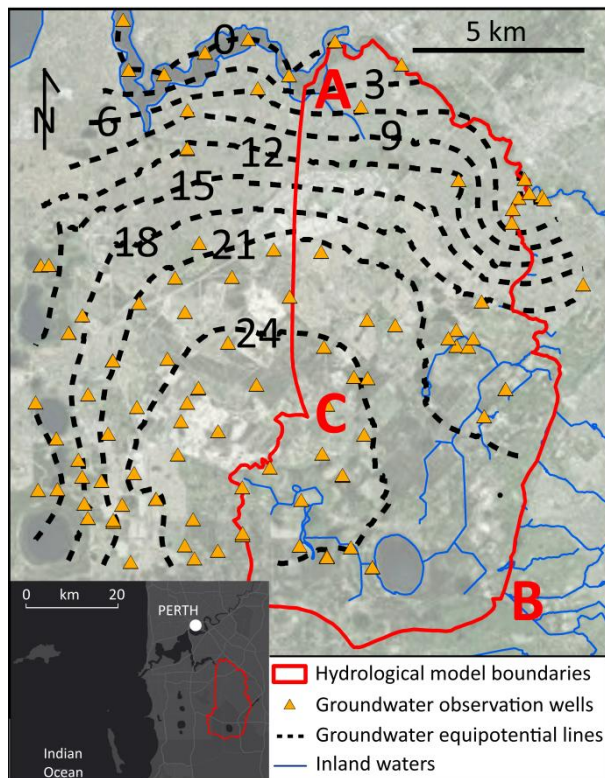 0
5 km
A
3
6
9
12
15
18
21
24
C
B
0 20
km
PERTH
Indian
Ocean
Hydrological model boundaries
Groundwater observation wells
Groundwater equipotential lines
Inland waters
N